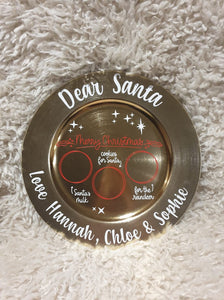 Dear Santa
Merry Christmas
cookies
for Santa
Santa's
milk
for the
reindeer
Love Hannah, Chloe & Sophie